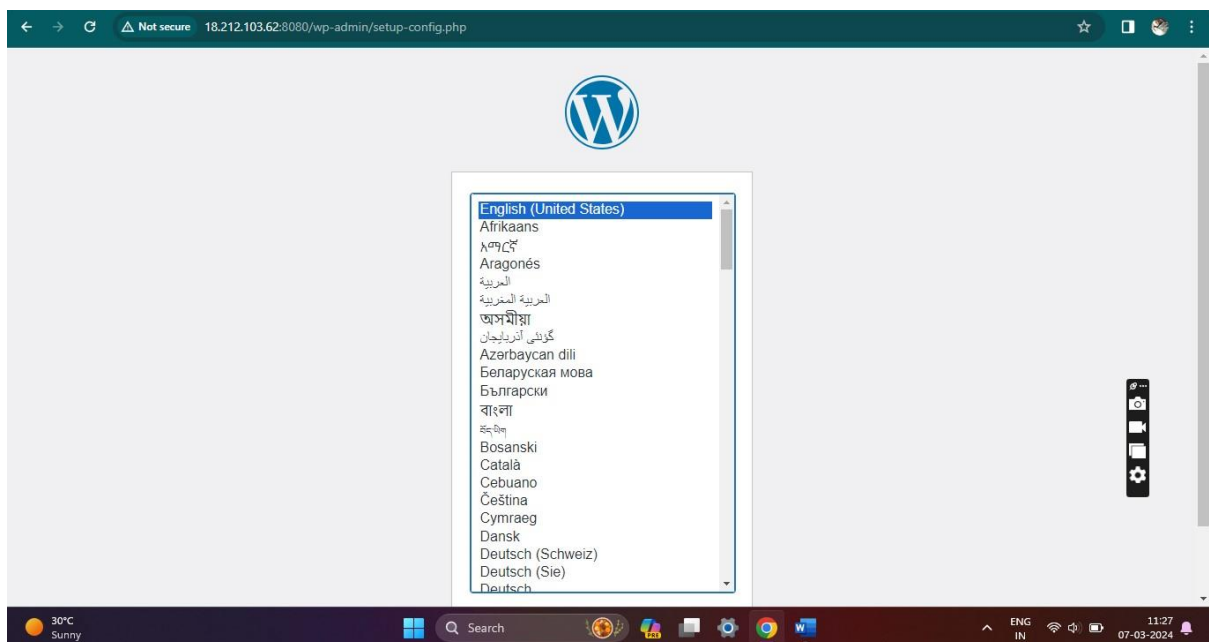 Not secure 18.212.103.62:8080/wp-admin/setup-config.php
English (United States)
Afrikaans
አማርኛ
Aragonés
العربية
العربية المغربية
অসমীয়া
گؤنئی آذربایجان
Azərbaycan dili
Беларуская мова
Български
বাংলা
བོད་ཡིག
Bosanski
Català
Cebuano
Čeština
Cymraeg
Dansk
Deutsch (Schweiz)
Deutsch (Sie)
Deutsch
30°C
Sunny
Search
PRE
ENG
IN
11:27
07-03-2024